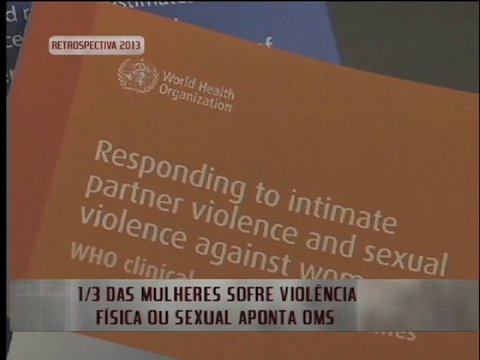 RETROSPECTIVA 2013
World Health
Organization
Responding to intimate
partner violence and sexual
violence against wom
WHO clinical
1/3 DAS MULHERES SOFRE VIOLÊNCIA
FÍSICA OU SEXUAL APONTA OMS